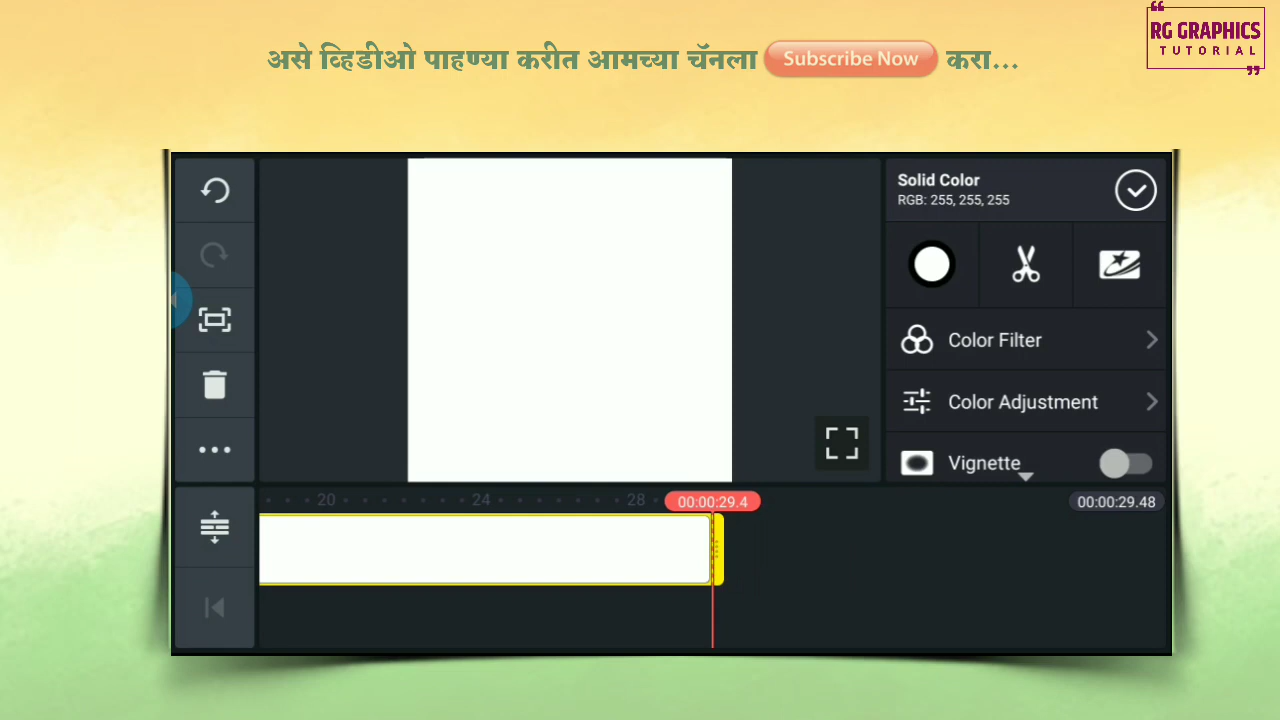 ❝
RG GRAPHICS
TUTORIAL
❞
असे व्हिडीओ पाहण्या करीत आमच्या चॅनला Subscribe Now करा...
Solid Color
RGB: 255, 255, 255
Color Filter
Color Adjustment
Vignette
20 24 28 00:00:29.4 00:00:29.48